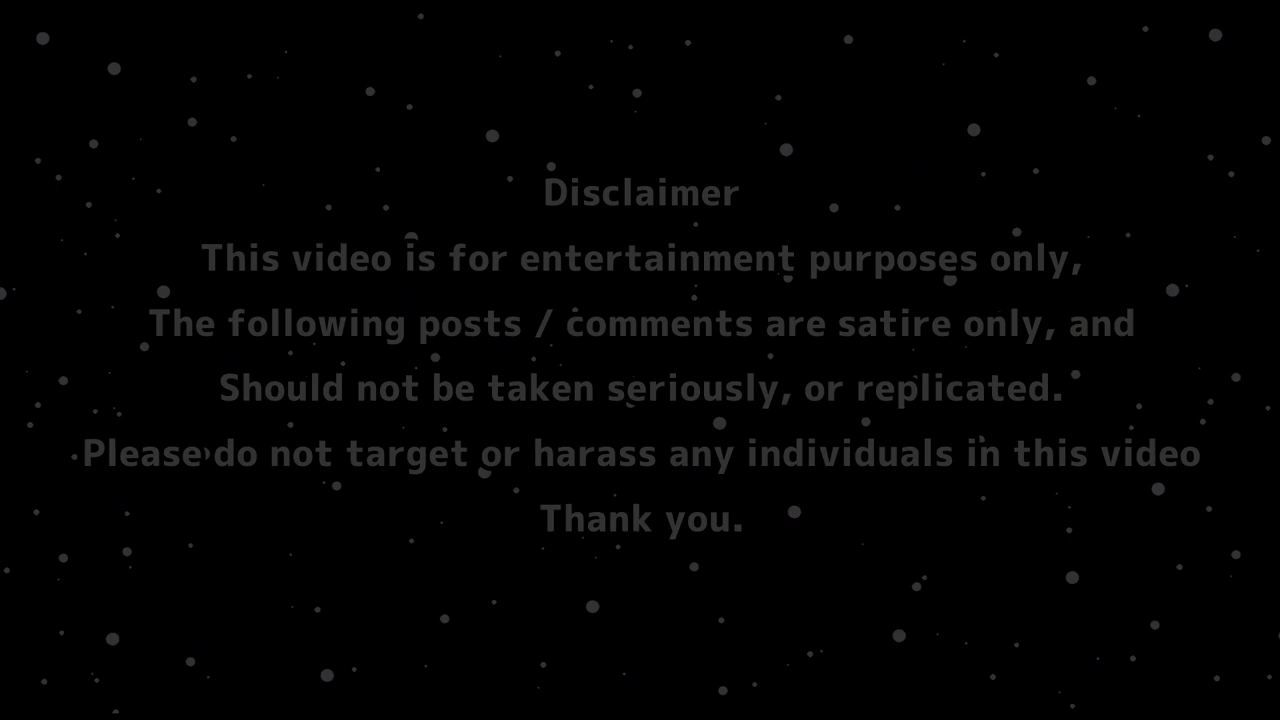 Disclaimer
This video is for entertainment purposes only,
The following posts / comments are satire only, and
Should not be taken seriously, or replicated.
Please do not target or harass any individuals in this video
Thank you.